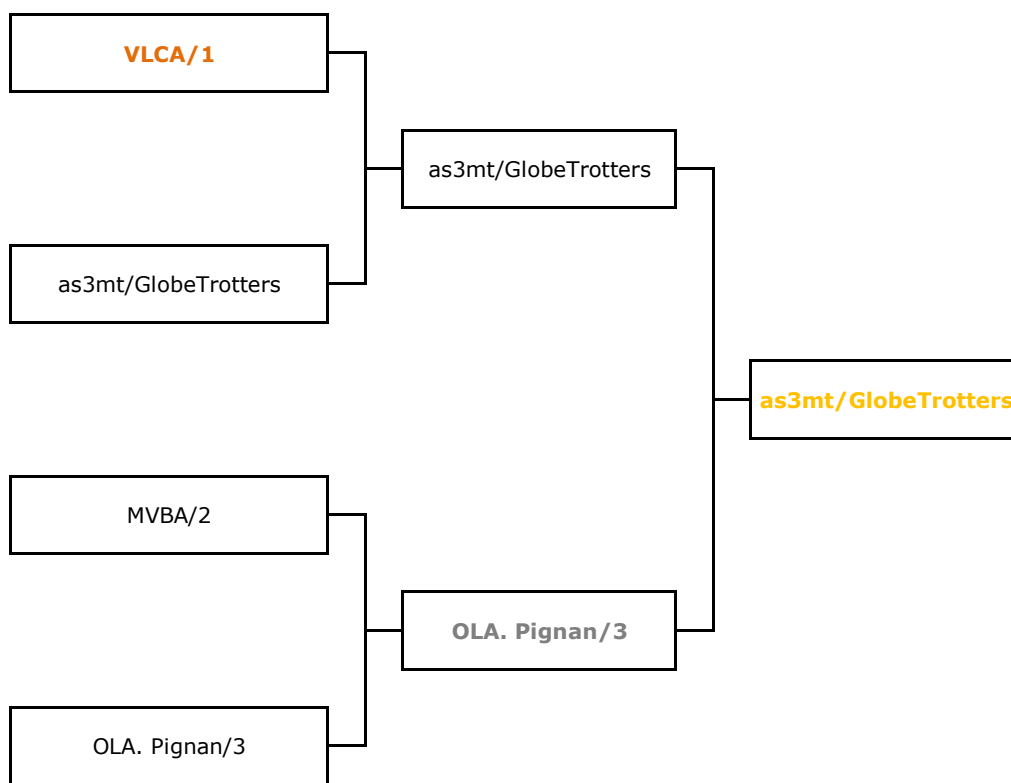 VLCA/1
as3mt/GlobeTrotters
as3mt/GlobeTrotters
as3mt/GlobeTrotters
MVBA/2
OLA. Pignan/3
OLA. Pignan/3